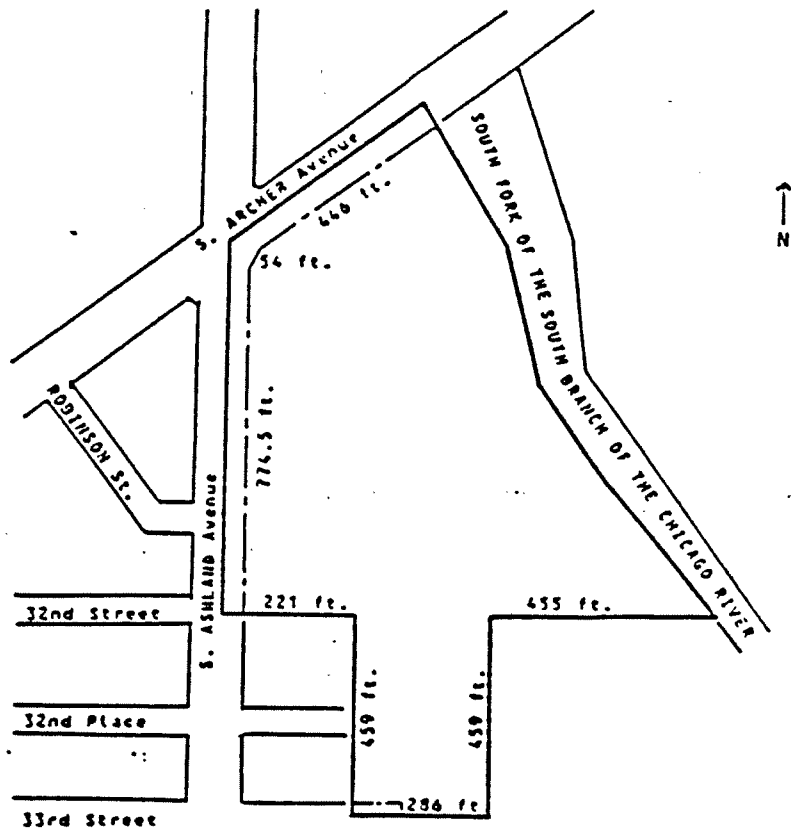 S. ARCHER Avenue
446 ft.
54 ft.
SOUTH FORK OF THE SOUTH BRANCH OF THE CHICAGO RIVER
N
ROBINSON St.
774.5 ft.
S. ASHLAND Avenue
221 ft.
455 ft.
32nd Street
459 ft.
459 ft.
32nd Place
286 ft
33rd Street